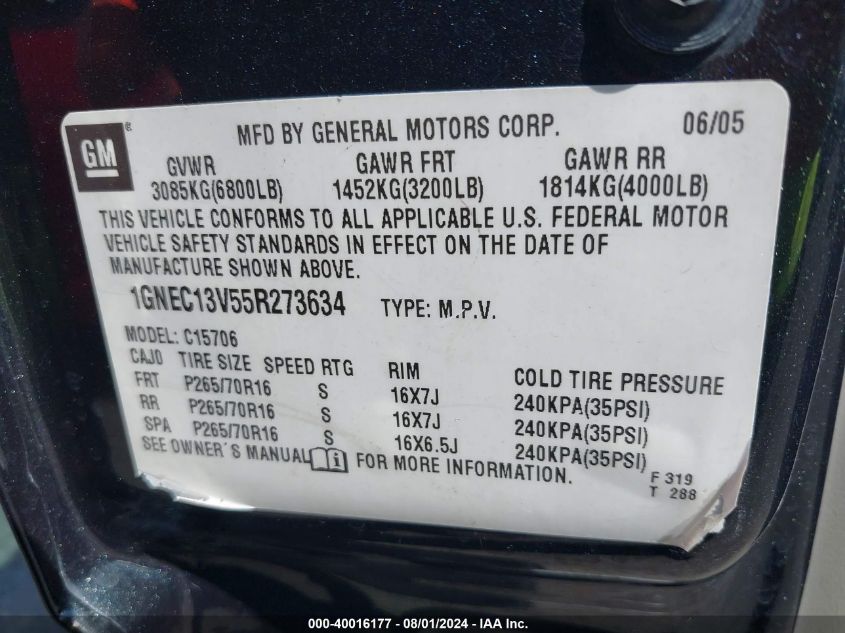 GM
MFD BY GENERAL MOTORS CORP. 06/05
GVWR GAWR FRT GAWR RR
3085KG(6800LB) 1452KG(3200LB) 1814KG(4000LB)
THIS VEHICLE CONFORMS TO ALL APPLICABLE U.S. FEDERAL MOTOR
VEHICLE SAFETY STANDARDS IN EFFECT ON THE DATE OF
MANUFACTURE SHOWN ABOVE.
1GNEC13V55R273634 TYPE: M.P.V.
MODEL: C15706
CAJO TIRE SIZE SPEED RTG RIM COLD TIRE PRESSURE
FRT P265/70R16 S 16X7J 240KPA(35PSI)
RR P265/70R16 S 16X7J 240KPA(35PSI)
SPA P265/70R16 S 16X6.5J 240KPA(35PSI)
SEE OWNER'S MANUAL i FOR MORE INFORMATION.
F 319
T 288
000-40016177 - 08/01/2024 - IAA Inc.